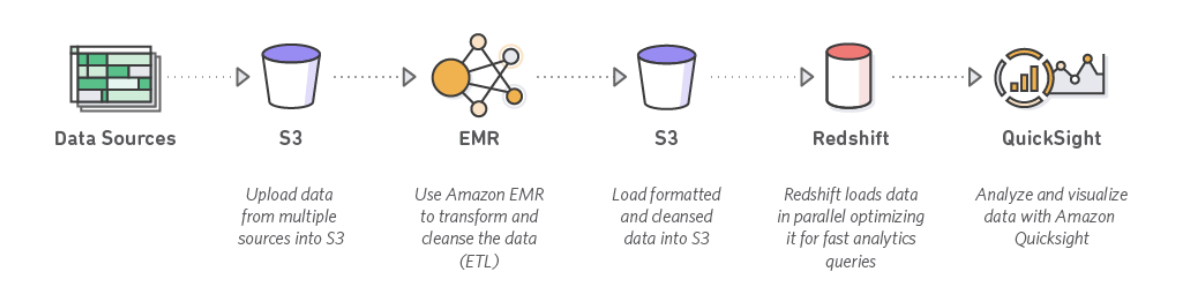 Data Sources
S3
EMR
S3
Redshift
QuickSight
Upload data
from multiple
sources into S3
Use Amazon EMR
to transform and
cleanse the data
(ETL)
Load formatted
and cleansed
data into S3
Redshift loads data
in parallel optimizing
it for fast analytics
queries
Analyze and visualize
data with Amazon
Quicksight